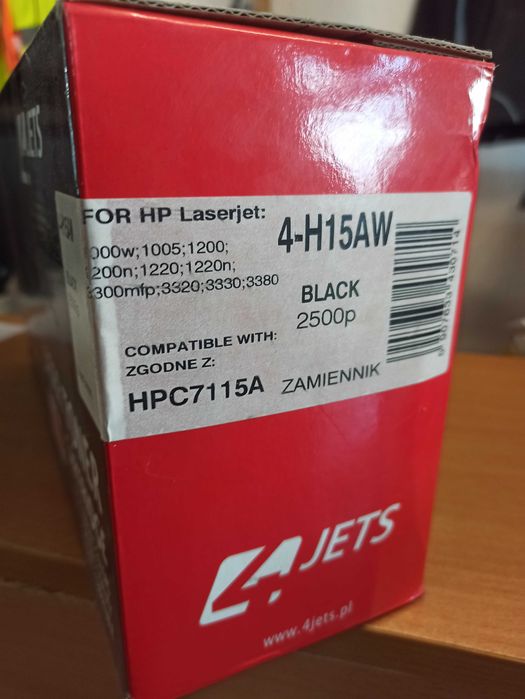 FOR HP Laserjet:
000w;1005;1200;
200n;1220;1220n;
3300mfp;3320;3330;3380
4-H15AW
BLACK
2500p
COMPATIBLE WITH:
ZGODNE Z:
HPC7115A ZAMIENNIK
4JETS
www.4jets.pl